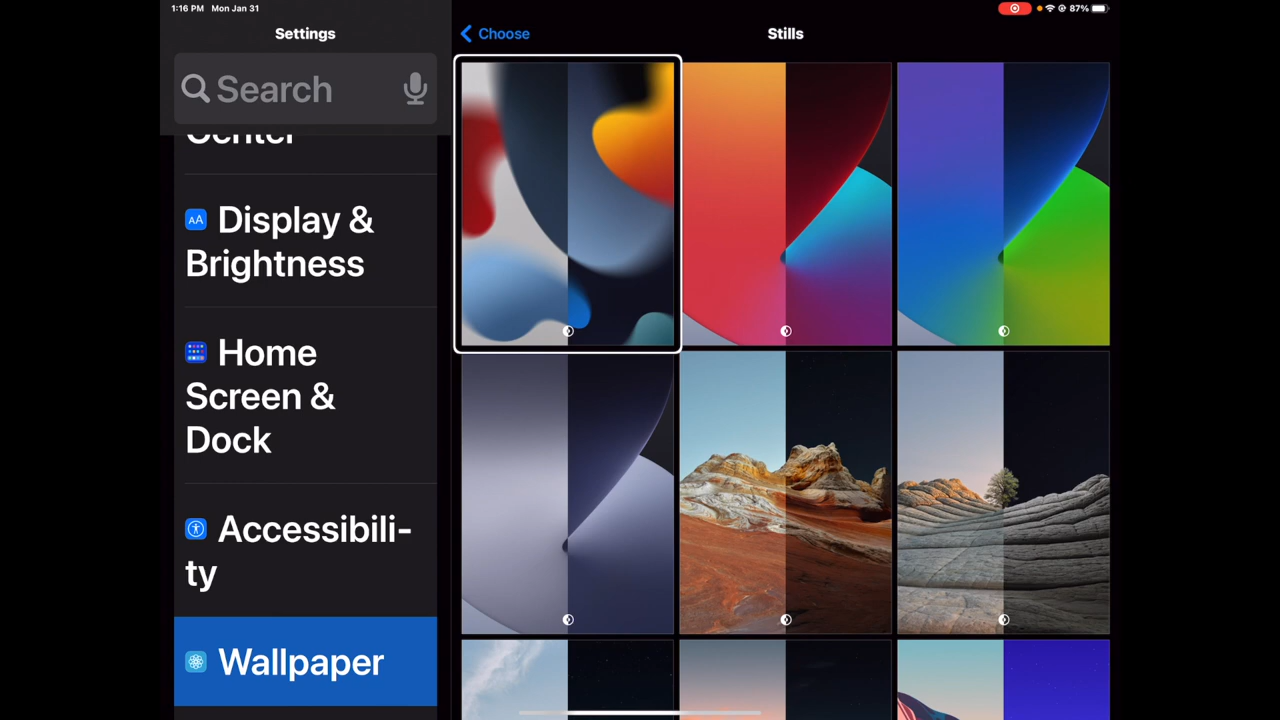 1:16 PM Mon Jan 31
87%
Settings
Choose
Stills
Search
Center
AA Display &
Brightness
Home
Screen &
Dock
Accessibili-
ty
Wallpaper